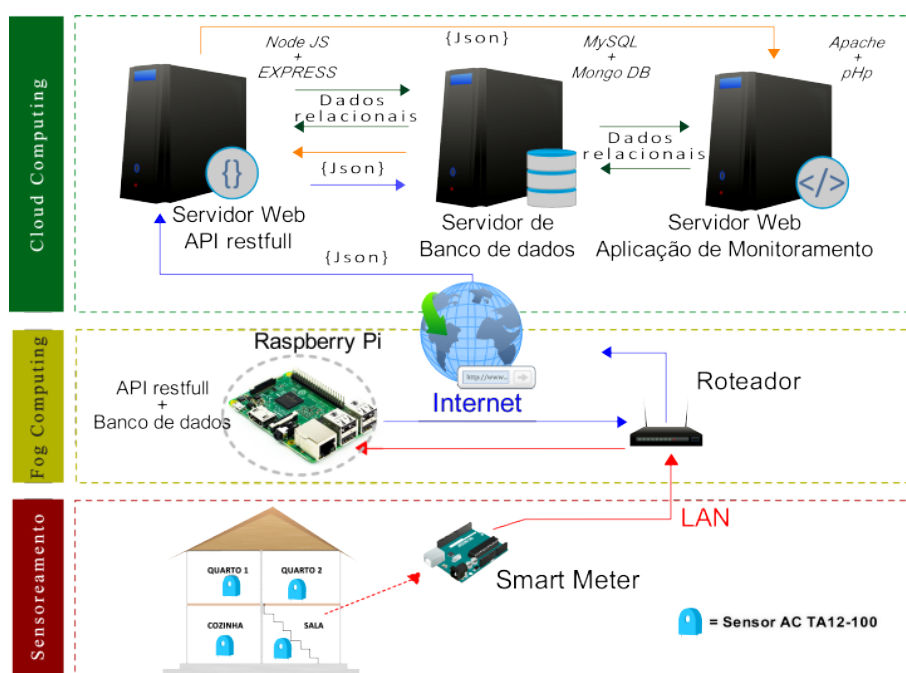 Cloud Computing
Node JS
+
EXPRESS
{Json}
MySQL
+
Mongo DB
Apache
+
pHp
Dados
relacionais
{Json}
Dados
relacionais
{}
</>
Servidor Web
API restfull
Servidor de
Banco de dados
Servidor Web
Aplicação de Monitoramento
{Json}
Fog Computing
Raspberry Pi
API restfull
+
Banco de dados
http://www...
Internet
Roteador
Sensoreamento
LAN
QUARTO 1
QUARTO 2
COZINHA
SALA
Smart Meter
= Sensor AC TA12-100